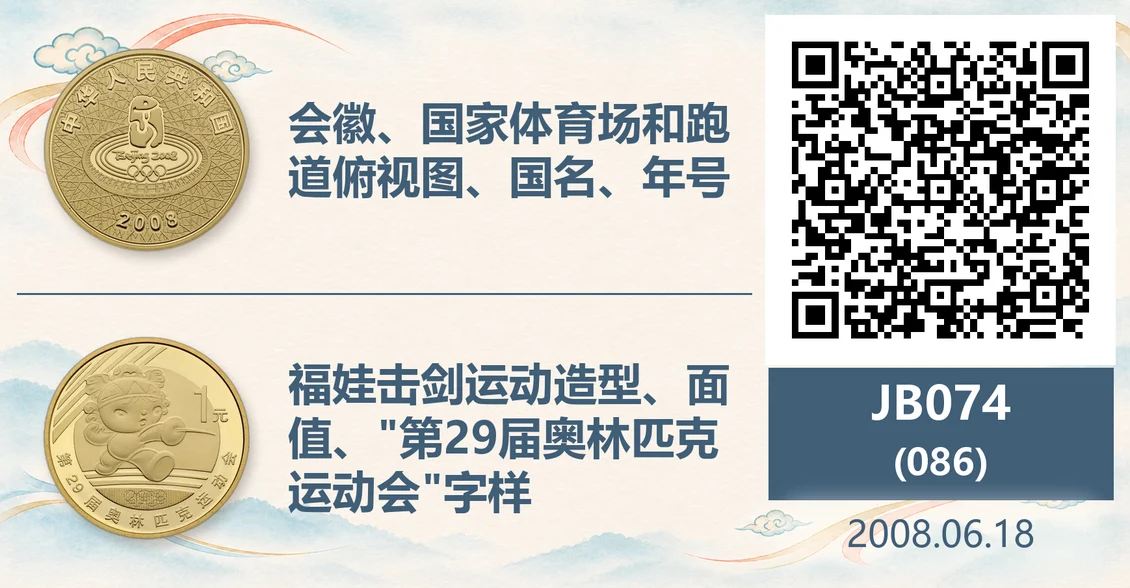 中华人民共和国
Beijing 2008
2008
会徽、国家体育场和跑
道俯视图、国名、年号
1元
第29届奥林匹克运动会
福娃击剑运动造型、面
值、"第29届奥林匹克
运动会"字样
JB074
(086)
2008.06.18